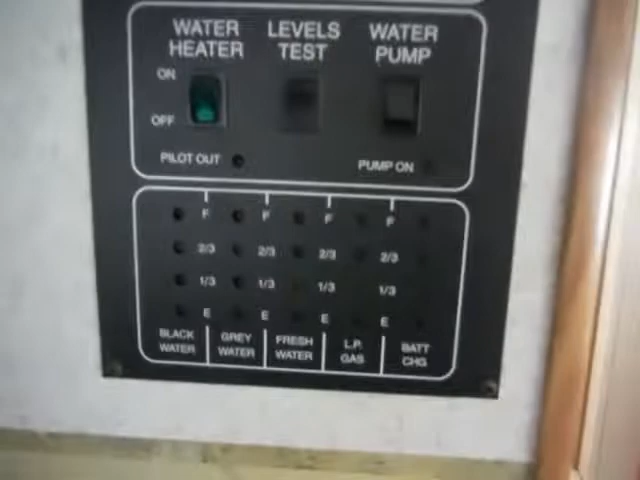 WATER HEATER
LEVELS TEST
WATER PUMP
ON
OFF
PILOT OUT
PUMP ON
F F F F
2/3 2/3 2/3 2/3
1/3 1/3 1/3 1/3
E E E E
BLACK WATER
GREY WATER
FRESH WATER
L.P. GAS
BATT CHG